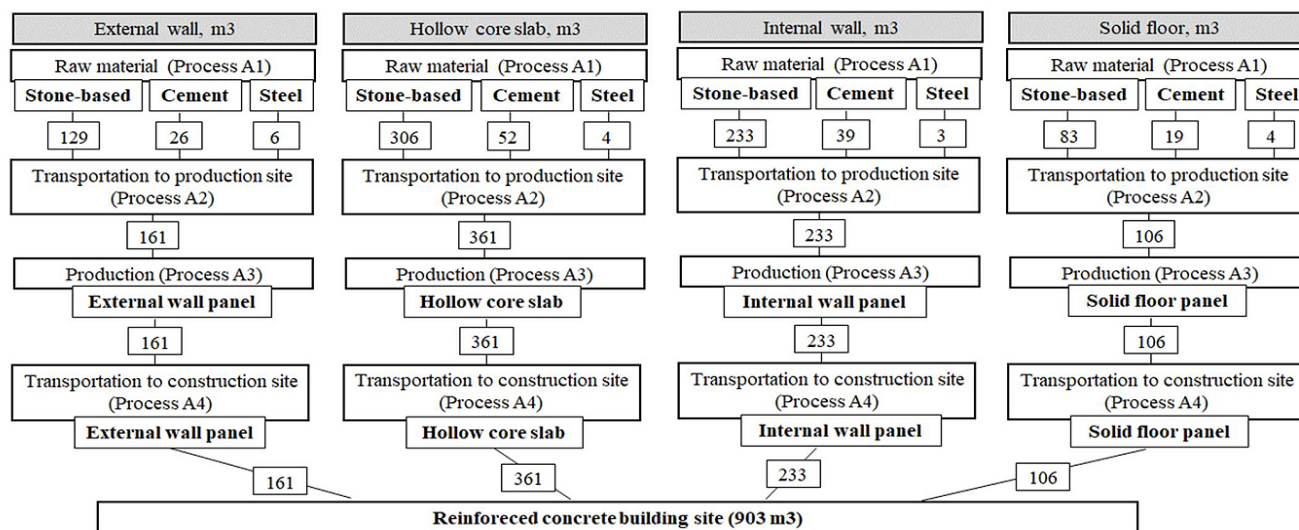 External wall, m3
Raw material (Process A1)
Stone-based Cement Steel
129 26 6
Transportation to production site
(Process A2)
161
Production (Process A3)
External wall panel
161
Transportation to construction site
(Process A4)
External wall panel
161
Hollow core slab, m3
Raw material (Process A1)
Stone-based Cement Steel
306 52 4
Transportation to production site
(Process A2)
361
Production (Process A3)
Hollow core slab
361
Transportation to construction site
(Process A4)
Hollow core slab
361
Internal wall, m3
Raw material (Process A1)
Stone-based Cement Steel
233 39 3
Transportation to production site
(Process A2)
233
Production (Process A3)
Internal wall panel
233
Transportation to construction site
(Process A4)
Internal wall panel
233
Solid floor, m3
Raw material (Process A1)
Stone-based Cement Steel
83 19 4
Transportation to production site
(Process A2)
106
Production (Process A3)
Solid floor panel
106
Transportation to construction site
(Process A4)
Solid floor panel
106
Reinforeced concrete building site (903 m3)